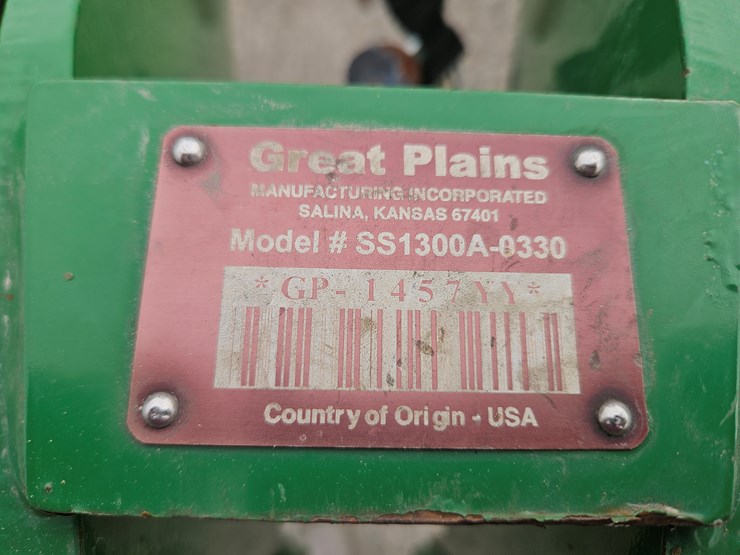 Great Plains
MANUFACTURING INCORPORATED
SALINA, KANSAS 67401
Model # SS1300A-0330
*GP-1457YY*
Country of Origin - USA